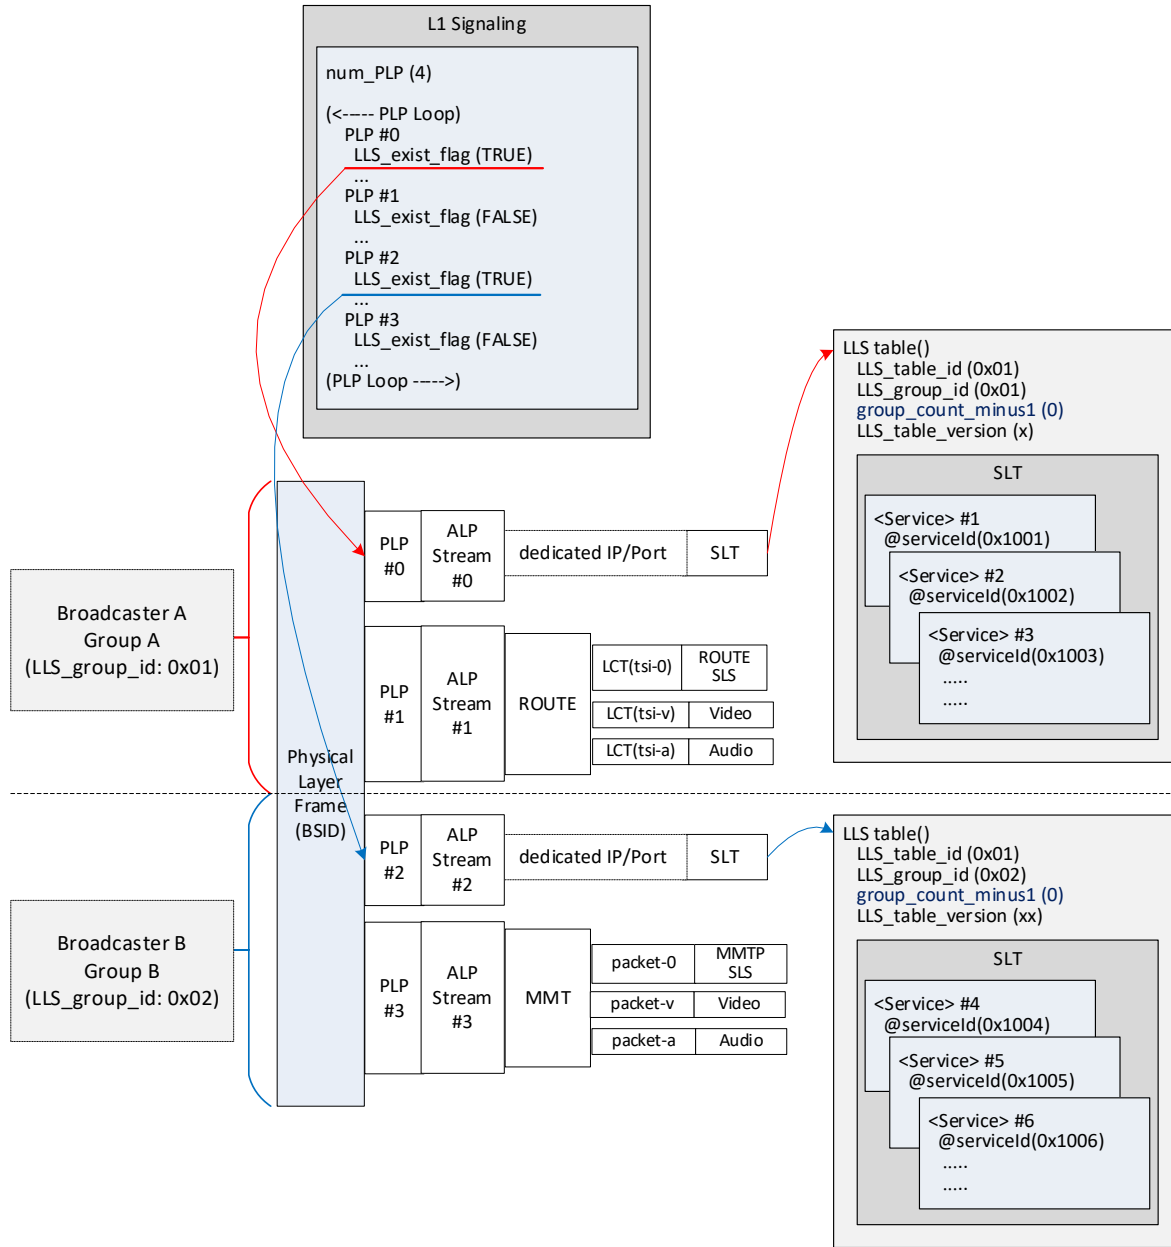 L1 Signaling
num_PLP (4)
(<----- PLP Loop)
PLP #0
LLS_exist_flag (TRUE)
...
PLP #1
LLS_exist_flag (FALSE)
...
PLP #2
LLS_exist_flag (TRUE)
...
PLP #3
LLS_exist_flag (FALSE)
...
(PLP Loop ----->)
Broadcaster A
Group A
(LLS_group_id: 0x01)
Broadcaster B
Group B
(LLS_group_id: 0x02)
Physical
Layer
Frame
(BSID)
PLP
#0
ALP
Stream
#0
dedicated IP/Port
SLT
PLP
#1
ALP
Stream
#1
ROUTE
LCT(tsi-0)
ROUTE
SLS
LCT(tsi-v)
Video
LCT(tsi-a)
Audio
PLP
#2
ALP
Stream
#2
dedicated IP/Port
SLT
PLP
#3
ALP
Stream
#3
MMT
packet-0
MMTP
SLS
packet-v
Video
packet-a
Audio
LLS table()
LLS_table_id (0x01)
LLS_group_id (0x01)
group_count_minus1 (0)
LLS_table_version (x)
SLT
<Service> #1
@serviceId(0x1001)
<Service> #2
@serviceId(0x1002)
<Service> #3
@serviceId(0x1003)
.....
.....
LLS table()
LLS_table_id (0x01)
LLS_group_id (0x02)
group_count_minus1 (0)
LLS_table_version (xx)
SLT
<Service> #4
@serviceId(0x1004)
<Service> #5
@serviceId(0x1005)
<Service> #6
@serviceId(0x1006)
.....
.....